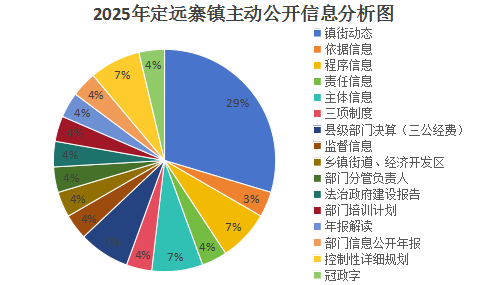 2025年定远寨镇主动公开信息分析图
29%
3%
7%
4%
7%
4%
7%
4%
4%
4%
4%
4%
4%
4%
7%
4%
镇街动态
依据信息
程序信息
责任信息
主体信息
三项制度
县级部门决算（三公经费）
监督信息
乡镇街道、经济开发区
部门分管负责人
法治政府建设报告
部门培训计划
年报解读
部门信息公开年报
控制性详细规划
冠政字